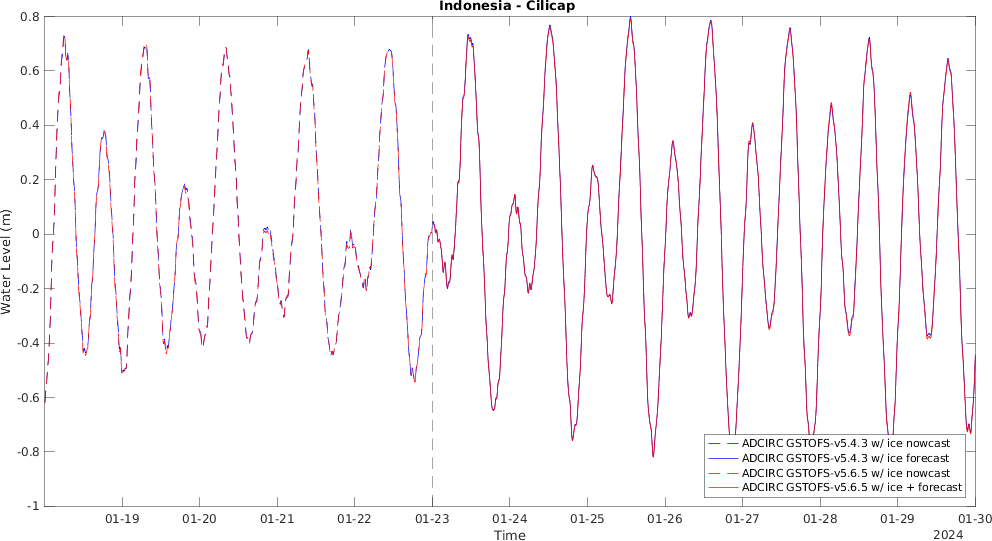 Indonesia - Cilicap
0.8
0.6
0.4
0.2
0
-0.2
-0.4
-0.6
-0.8
-1
Water Level (m)
ADCIRC GSTOFS-v5.4.3 w/ ice nowcast
ADCIRC GSTOFS-v5.4.3 w/ ice forecast
ADCIRC GSTOFS-v5.6.5 w/ ice nowcast
ADCIRC GSTOFS-v5.6.5 w/ ice + forecast
01-19 01-20 01-21 01-22 01-23 01-24 01-25 01-26 01-27 01-28 01-29 01-30
Time
2024